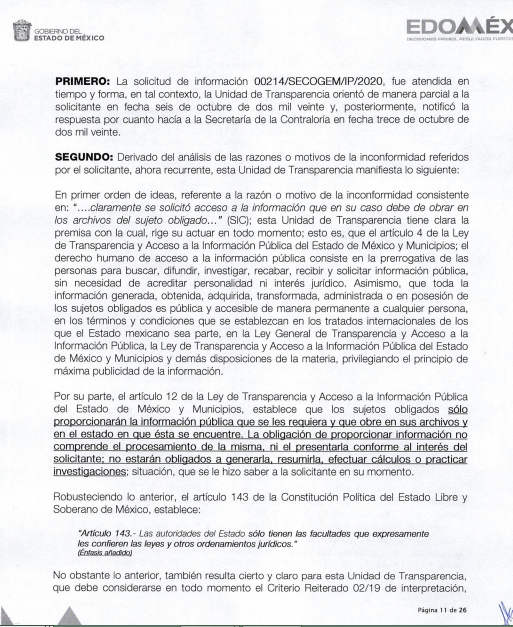 GOBIERNO DEL
ESTADO DE MÉXICO
EDOMÉX
DECISIONES FIRMES, RESULTADOS FUERTES
PRIMERO: La solicitud de información 00214/SECOGEM/IP/2020, fue atendida en
tiempo y forma, en tal contexto, la Unidad de Transparencia orientó de manera parcial a la
solicitante en fecha seis de octubre de dos mil veinte y, posteriormente, notificó la
respuesta por cuanto hacía a la Secretaría de la Contraloría en fecha trece de octubre de
dos mil veinte.
SEGUNDO: Derivado del análisis de las razones o motivos de la inconformidad referidos
por el solicitante, ahora recurrente, esta Unidad de Transparencia manifiesta lo siguiente:
En primer orden de ideas, referente a la razón o motivo de la inconformidad consistente
en: "....claramente se solicitó acceso a la información que en su caso debe de obrar en
los archivos del sujeto obligado..." (SIC); esta Unidad de Transparencia tiene clara la
premisa con la cual, rige su actuar en todo momento; esto es, que el artículo 4 de la Ley
de Transparencia y Acceso a la Información Pública del Estado de México y Municipios; el
derecho humano de acceso a la información pública consiste en la prerrogativa de las
personas para buscar, difundir, investigar, recabar, recibir y solicitar información pública,
sin necesidad de acreditar personalidad ni interés jurídico. Asimismo, que toda la
información generada, obtenida, adquirida, transformada, administrada o en posesión de
los sujetos obligados es pública y accesible de manera permanente a cualquier persona,
en los términos y condiciones que se establezcan en los tratados internacionales de los
que el Estado mexicano sea parte, en la Ley General de Transparencia y Acceso a la
Información Pública, la Ley de Transparencia y Acceso a la Información Pública del Estado
de México y Municipios y demás disposiciones de la materia, privilegiando el principio de
máxima publicidad de la información.
Por su parte, el artículo 12 de la Ley de Transparencia y Acceso a la Información Pública
del Estado de México y Municipios, establece que los sujetos obligados sólo
proporcionarán la información pública que se les requiera y que obre en sus archivos y
en el estado en que ésta se encuentre. La obligación de proporcionar información no
comprende el procesamiento de la misma, ni el presentarla conforme al interés del
solicitante; no estarán obligados a generarla, resumirla, efectuar cálculos o practicar
investigaciones; situación, que se le hizo saber a la solicitante en su momento.
Robusteciendo lo anterior, el artículo 143 de la Constitución Política del Estado Libre y
Soberano de México, establece:
"Artículo 143.- Las autoridades del Estado sólo tienen las facultades que expresamente
les confieren las leyes y otros ordenamientos jurídicos."
(Énfasis añadido)
No obstante lo anterior, también resulta cierto y claro para esta Unidad de Transparencia,
que debe considerarse en todo momento el Criterio Reiterado 02/19 de interpretación,
Página 11 de 26